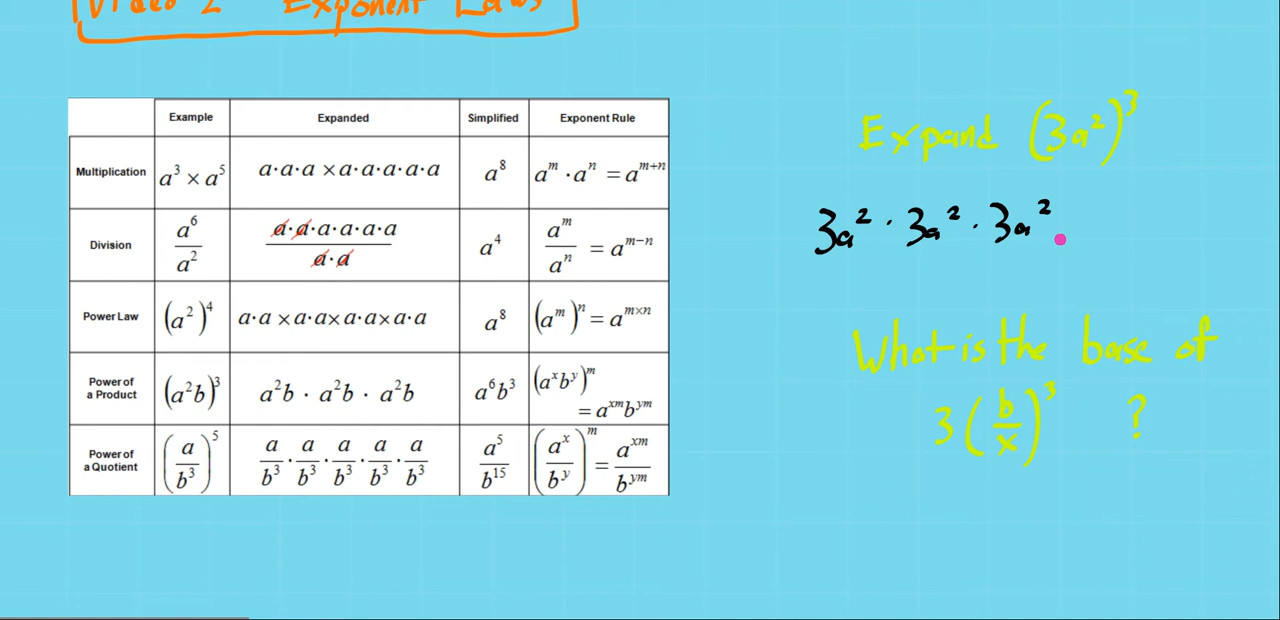 Video 2 Exponent Laws
Example Expanded Simplified Exponent Rule
Multiplication a³ × a⁵ a·a·a ×a·a·a·a·a a⁸ aᵐ · aⁿ = aᵐ⁺ⁿ
Division a⁶/a² a·a·a·a·a·a/a·a a⁴ aᵐ/aⁿ = aᵐ⁻ⁿ
Power Law (a²)⁴ a·a ×a·a× a·a× a·a a⁸ (aᵐ)ⁿ = aᵐˣⁿ
Power of
a Product (a²b)³ a²b · a²b · a²b a⁶b³ (aˣbʸ)ᵐ
= aˣᵐbʸᵐ
Power of
a Quotient (a/b³)⁵ a/b³ · a/b³ · a/b³ · a/b³ · a/b³ a⁵/b¹⁵ (aˣ/bʸ)ᵐ = aˣᵐ/bʸᵐ
Expand (3a²)³
3a² · 3a² · 3a²
What is the base of
3(b/x)³ ?